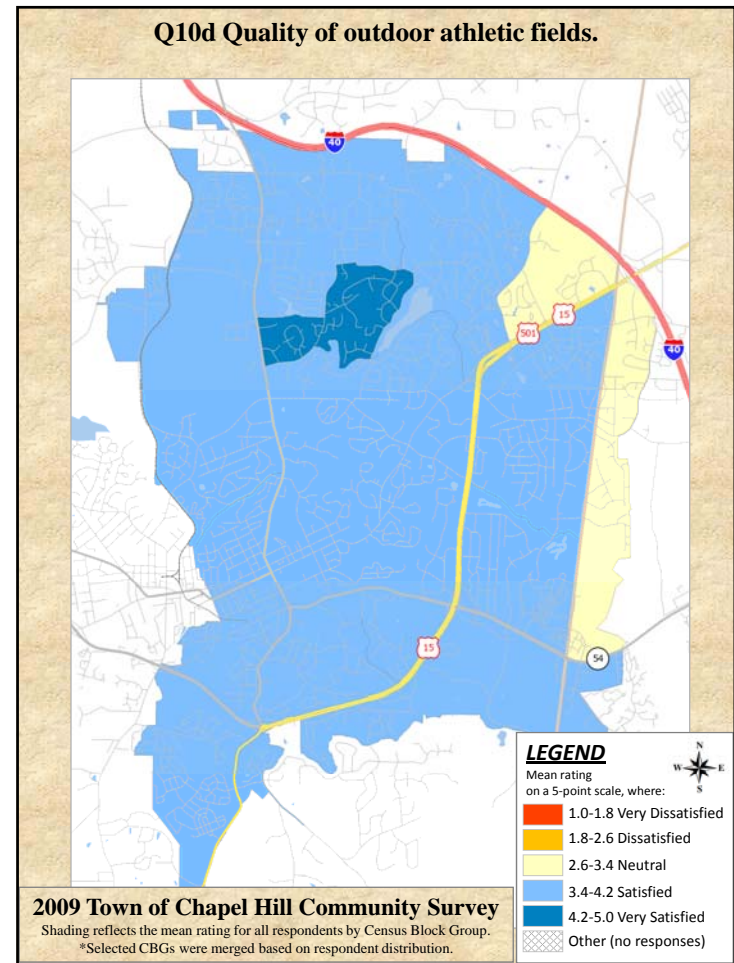 Q10d Quality of outdoor athletic fields.
40
15
501
40
15
54
LEGEND
N
W E
S
Mean rating
on a 5-point scale, where:
1.0-1.8 Very Dissatisfied
1.8-2.6 Dissatisfied
2.6-3.4 Neutral
3.4-4.2 Satisfied
4.2-5.0 Very Satisfied
Other (no responses)
2009 Town of Chapel Hill Community Survey
Shading reflects the mean rating for all respondents by Census Block Group.
*Selected CBGs were merged based on respondent distribution.